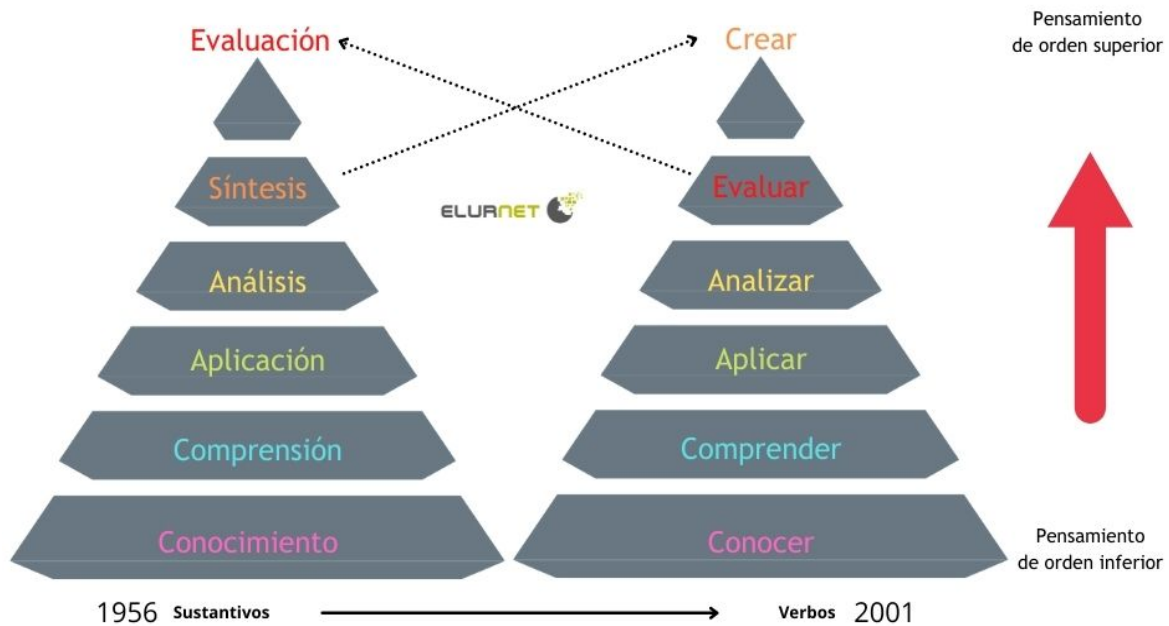 Evaluación
Crear
Pensamiento
de orden superior
Síntesis
Evaluar
ELURNET
Análisis
Analizar
Aplicación
Aplicar
Comprensión
Comprender
Conocimiento
Conocer
Pensamiento
de orden inferior
1956 Sustantivos
Verbos 2001